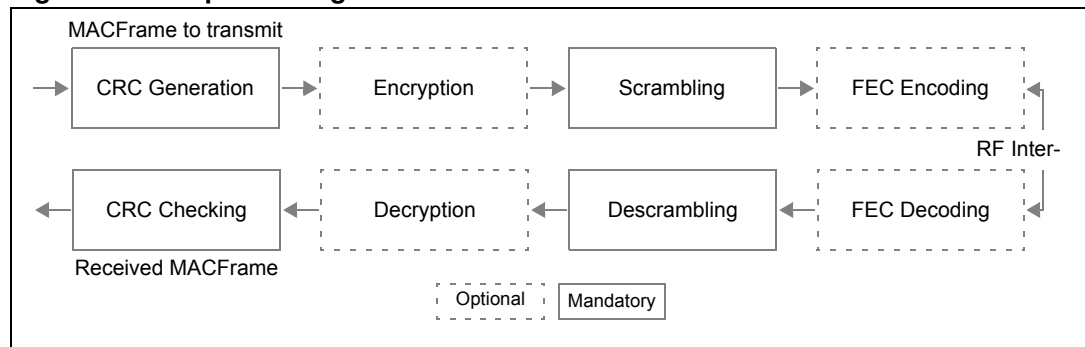 MACFrame to transmit
CRC Generation
Encryption
Scrambling
FEC Encoding
RF Inter-
CRC Checking
Decryption
Descrambling
FEC Decoding
Received MACFrame
Optional
Mandatory